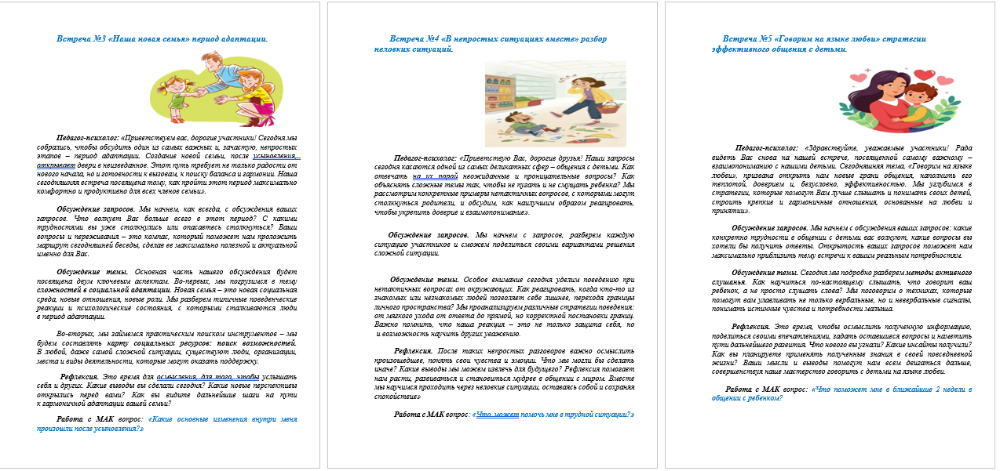 Встреча №3 «Наша новая семья» период адаптации.
Педагог-психолог: «Приветствуем вас, дорогие участники! Сегодня мы
собрались, чтобы обсудить один из самых важных и, зачастую, непростых
этапов – период адаптации. Создание новой семьи, после усыновления,
открывает двери в неизведанное. Этот путь требует не только радости от
нового начала, но и готовности к вызовам, к поиску баланса и гармонии. Наша
сегодняшняя встреча посвящена тому, как пройти этот период максимально
комфортно и продуктивно для всех членов семьи».
Обсуждение запросов. Мы начнем, как всегда, с обсуждения ваших
запросов. Что волнует Вас больше всего в этот период? С какими
трудностями вы уже столкнулись или опасаетесь столкнуться? Ваши
вопросы и переживания – это компас, который поможет нам проложить
маршрут сегодняшней беседы, сделав ее максимально полезной и актуальной
именно для Вас.
Обсуждение темы. Основная часть нашего обсуждения будет
посвящена двум ключевым аспектам. Во-первых, мы погрузимся в тему
сложностей в социальной адаптации. Новая семья – это новая социальная
среда, новые отношения, новые роли. Мы разберем типичные поведенческие
реакции и психологические состояния, с которыми сталкиваются люди
в период адаптации.
Во-вторых, мы займемся практическим поиском инструментов – мы
будем составлять карту социальных ресурсов: поиск возможностей.
В любой, даже самой сложной ситуации, существуют люди, организации,
места и виды деятельности, которые могут оказать поддержку.
Рефлексия. Это время для осмысления, для того, чтобы услышать
себя и других. Какие выводы вы сделали сегодня? Какие новые перспективы
открылись перед вами? Как вы видите дальнейшие шаги на пути
к гармоничной адаптации вашей семьи?
Работа с МАК вопрос: «Какие основные изменения внутри меня
произошли после усыновления?»
Встреча №4 «В непростых ситуациях вместе» разбор
неловких ситуаций.
Педагог-психолог: «Приветствую Вас, дорогие друзья! Наши запросы
сегодня касаются одной из самых деликатных сфер – общения с детьми. Как
отвечать на их порой неожиданные и проницательные вопросы? Как
объяснять сложные темы так, чтобы не пугать и не смущать ребенка? Мы
рассмотрим конкретные примеры нетактичных вопросов, с которыми могут
столкнуться родители, и обсудим, как наилучшим образом реагировать,
чтобы укрепить доверие и взаимопонимание».
Обсуждение запросов. Мы начнем с запросов, разберем каждую
ситуацию участников и сможем поделиться своими вариантами решения
сложной ситуации.
Обсуждение темы. Особое внимание сегодня уделим поведению при
нетактичных вопросах от окружающих. Как реагировать, когда кто-то из
знакомых или незнакомых людей позволяет себе лишнее, переходя границы
личного пространства? Мы проанализируем различные стратегии поведения:
от мягкого ухода от ответа до прямой, но корректной постановки границ.
Важно помнить, что наша реакция – это не только защита себя, но
и возможность научить других уважению.
Рефлексия. После таких непростых разговоров важно осмыслить
произошедшее, понять свои чувства и эмоции. Что мы могли бы сделать
иначе? Какие выводы мы можем извлечь для будущего? Рефлексия помогает
нам расти, развиваться и становиться мудрее в общении с миром. Вместе
мы научимся проходить через неловкие ситуации, оставаясь собой и сохраняя
спокойствие»
Работа с МАК вопрос: «Что может помочь мне в трудной ситуации?»
Встреча №5 «Говорим на языке любви» стратегии
эффективного общения с детьми.
Педагог-психолог: «Здравствуйте, уважаемые участники! Рада
видеть Вас снова на нашей встрече, посвященной самому важному –
взаимопониманию с нашими детьми. Сегодняшняя тема, «Говорим на языке
любви», призвана открыть нам новые грани общения, наполнить его
теплотой, доверием и, безусловно, эффективностью. Мы углубимся в
стратегии, которые помогут Вам лучше слышать и понимать своих детей,
строить крепкие и гармоничные отношения, основанные на любви и
принятии».
Обсуждение запросов. Мы начнем с обсуждения ваших запросов: какие
конкретно трудности в общении с детьми вас волнуют, какие вопросы вы
хотели бы получить ответы. Открытость ваших запросов поможет нам
максимально приблизить тему встречи к вашим реальным потребностям.
Обсуждение темы. Сегодня мы подробно разберем методы активного
слушанья. Как научиться по-настоящему слышать, что говорит ваш
ребенок, а не просто слушать слова? Мы поговорим о техниках, которые
помогут вам улавливать не только вербальные, но и невербальные сигналы,
понимать истинные чувства и потребности малыша.
Рефлексия. Это время, чтобы осмыслить полученную информацию,
поделиться своими впечатлениями, задать оставшиеся вопросы и наметить
пути дальнейшего развития. Что нового вы узнали? Какие инсайты получили?
Как вы планируете применять полученные знания в своей повседневной
жизни? Ваши мысли и выводы помогут нам всем двигаться дальше,
совершенствуя наше мастерство говорить с детьми на языке любви.
Работа с МАК вопрос: «Что поможет мне в ближайшие 2 недели в
общении с ребенком?